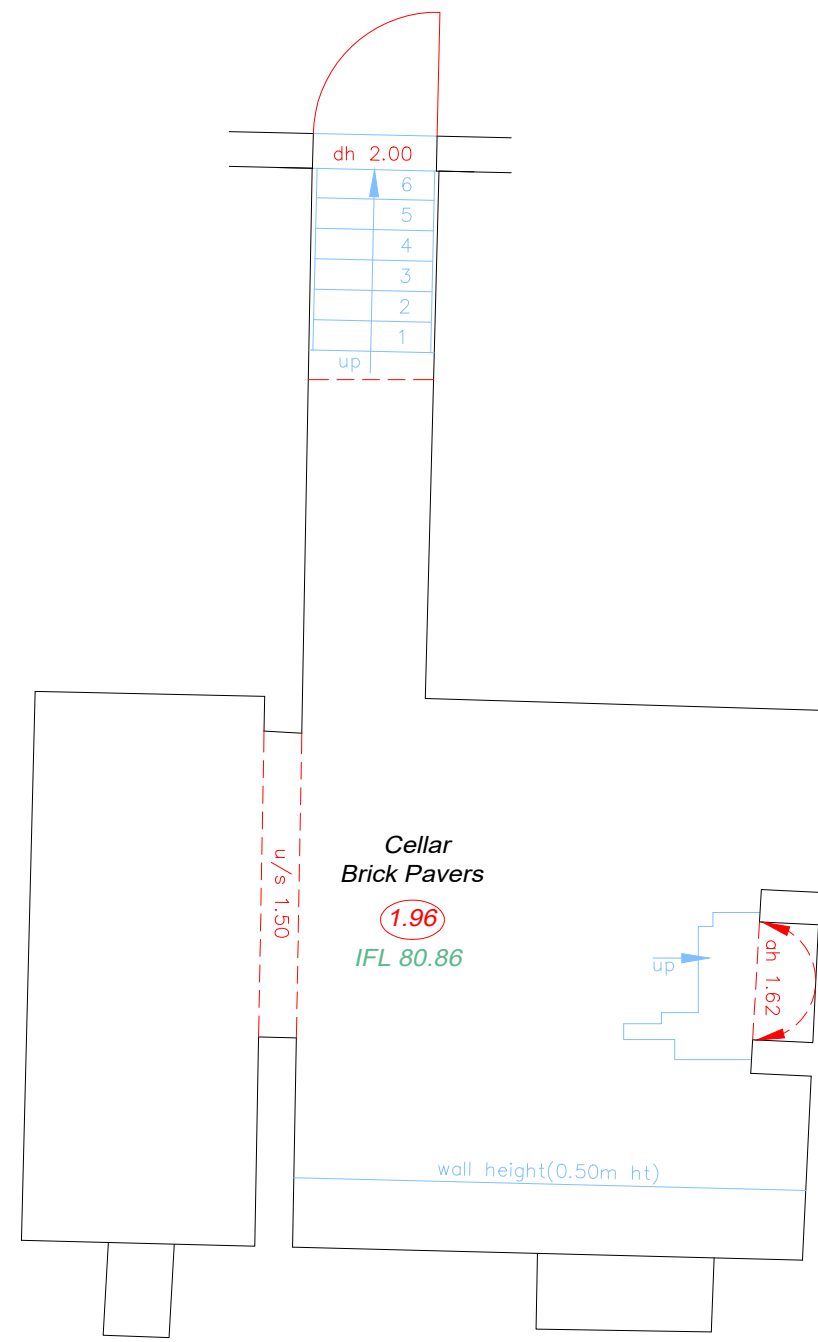 dh 2.00
6
5
4
3
2
1
up
Cellar
Brick Pavers
1.96
IFL 80.86
u/s 1.50
up
ah 1.62
wall height(0.50m ht)